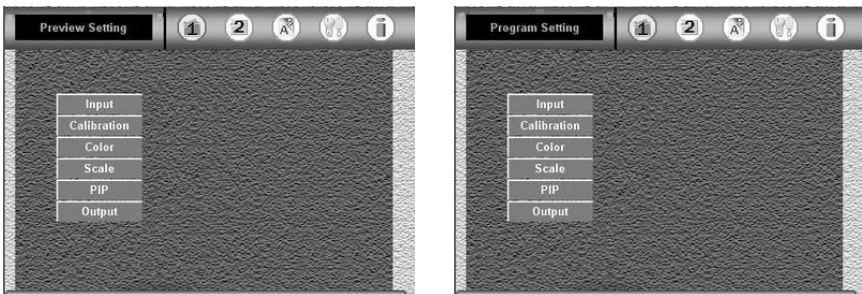 Preview Setting
1 2 A i
Input
Calibration
Color
Scale
PIP
Output
Program Setting
1 2 A i
Input
Calibration
Color
Scale
PIP
Output